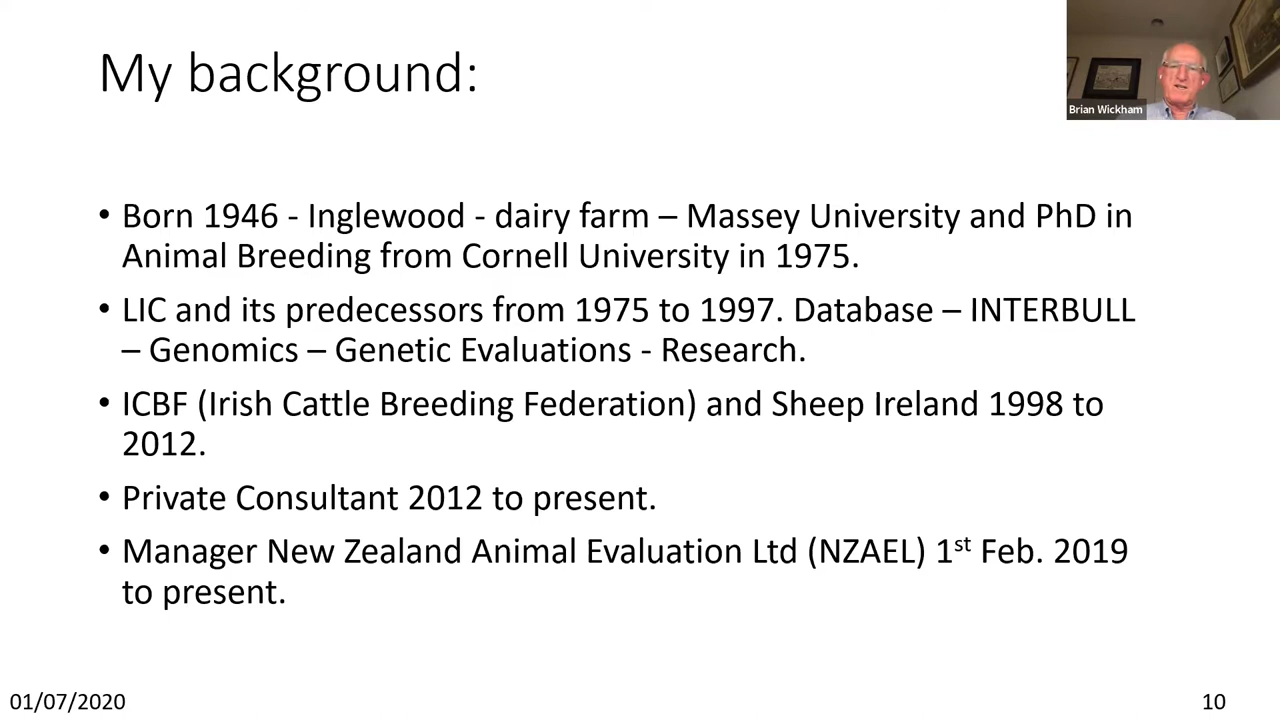 My background:
Brian Wickham
• Born 1946 - Inglewood - dairy farm – Massey University and PhD in
Animal Breeding from Cornell University in 1975.
• LIC and its predecessors from 1975 to 1997. Database – INTERBULL
– Genomics – Genetic Evaluations - Research.
• ICBF (Irish Cattle Breeding Federation) and Sheep Ireland 1998 to
2012.
• Private Consultant 2012 to present.
• Manager New Zealand Animal Evaluation Ltd (NZAEL) 1st Feb. 2019
to present.
01/07/2020
10